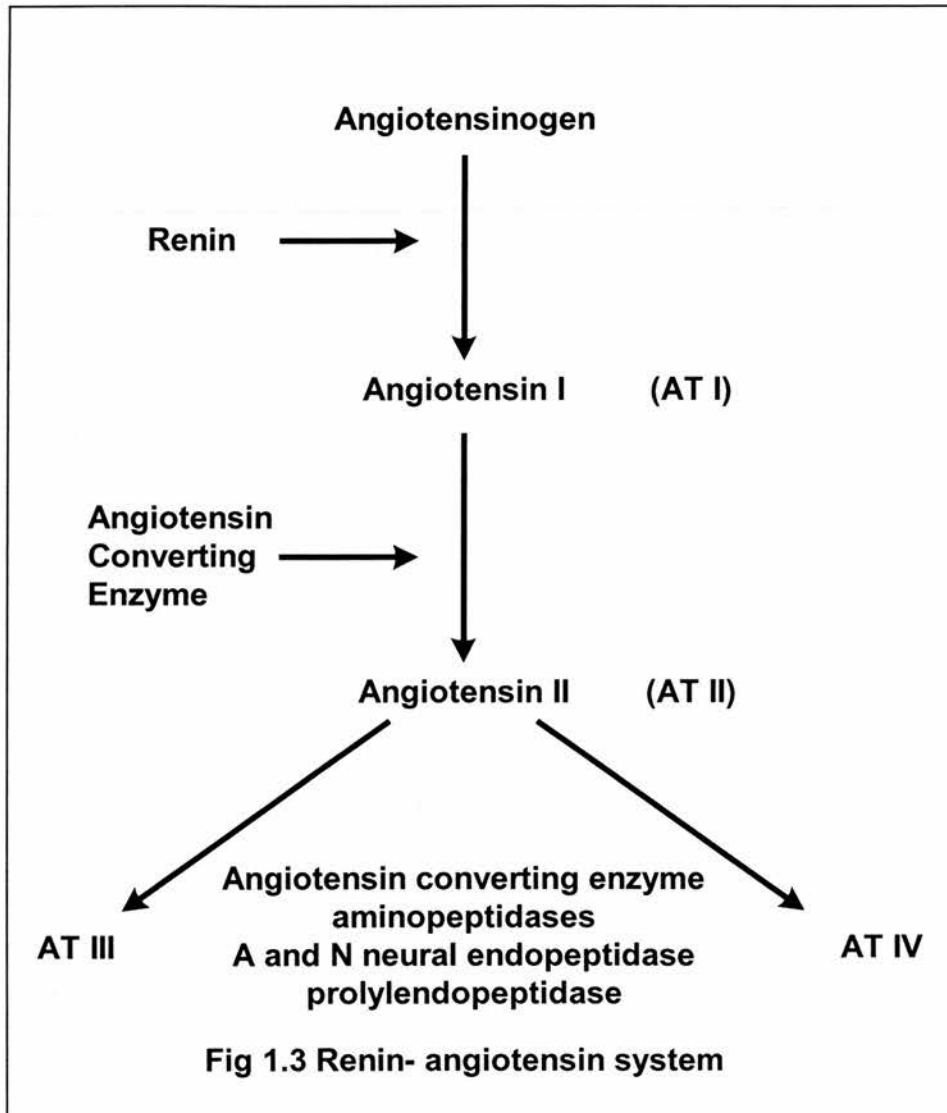 Angiotensinogen
Renin
Angiotensin I (AT I)
Angiotensin
Converting
Enzyme
Angiotensin II (AT II)
Angiotensin converting enzyme
aminopeptidases
AT III
A and N neural endopeptidase
AT IV
prolylendopeptidase
Fig 1.3 Renin- angiotensin system